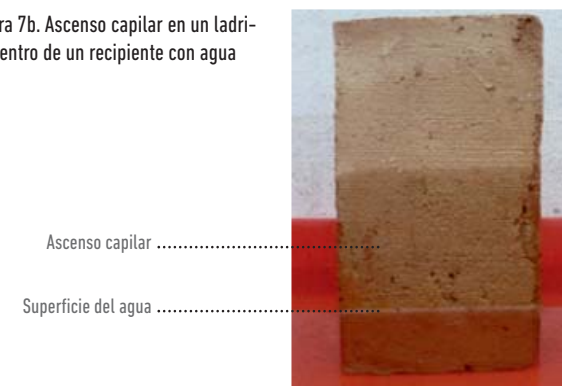 ra 7b. Ascenso capilar en un ladri-
entro de un recipiente con agua
Ascenso capilar
Superficie del agua